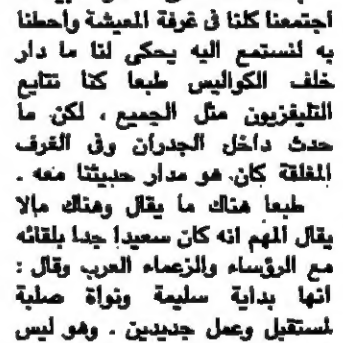 اجتمعنا كلنا فى غرفة المعيشة وأحطنا
به لنستمع اليه يحكى لنا ما دار
خلف الكواليس طبعا كنا نتابع
التليفزيون مثل الجميع ، لكن ما
حدث داخل الجدران وفى الغرف
المغلقة كان هو مدار حديثنا معه .
طبعا هناك ما يقال وهناك مالا
يقال المهم انه كان سعيدا جدا بلقائه
مع الرؤساء والزعماء العرب وقال :
انها بداية سليمة ونواة صلبة
لمستقبل وعمل جديدين . وهو ليس